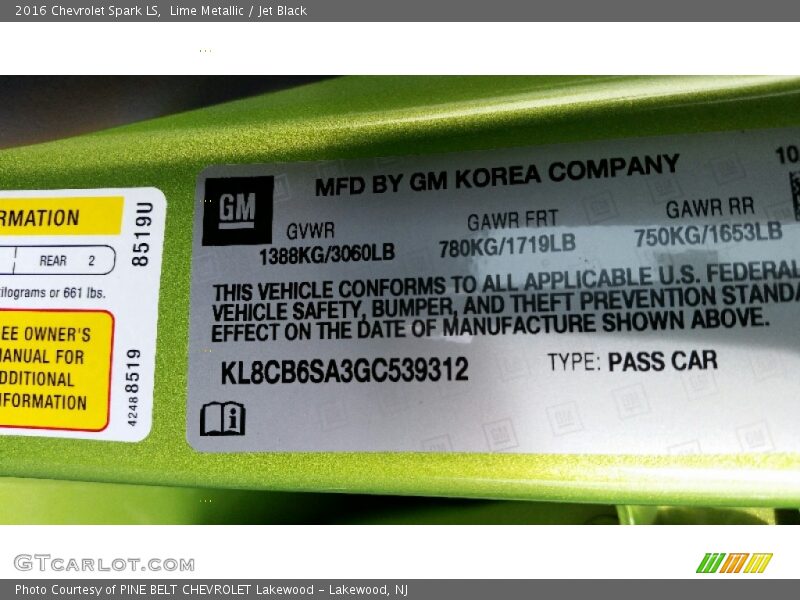 2016 Chevrolet Spark LS,  Lime Metallic / Jet Black
RMATION
REAR 2
kilograms or 661 lbs.
EE OWNER'S
MANUAL FOR
DDITIONAL
NFORMATION
8519U
42488519
GM
MFD BY GM KOREA COMPANY
10
GVWR
1388KG/3060LB
GAWR FRT
780KG/1719LB
GAWR RR
750KG/1653LB
THIS VEHICLE CONFORMS TO ALL APPLICABLE U.S. FEDERAL
VEHICLE SAFETY, BUMPER, AND THEFT PREVENTION STANDA
EFFECT ON THE DATE OF MANUFACTURE SHOWN ABOVE.
KL8CB6SA3GC539312
TYPE: PASS CAR
GTCARLOT.COM
Photo Courtesy of PINE BELT CHEVROLET Lakewood - Lakewood, NJ